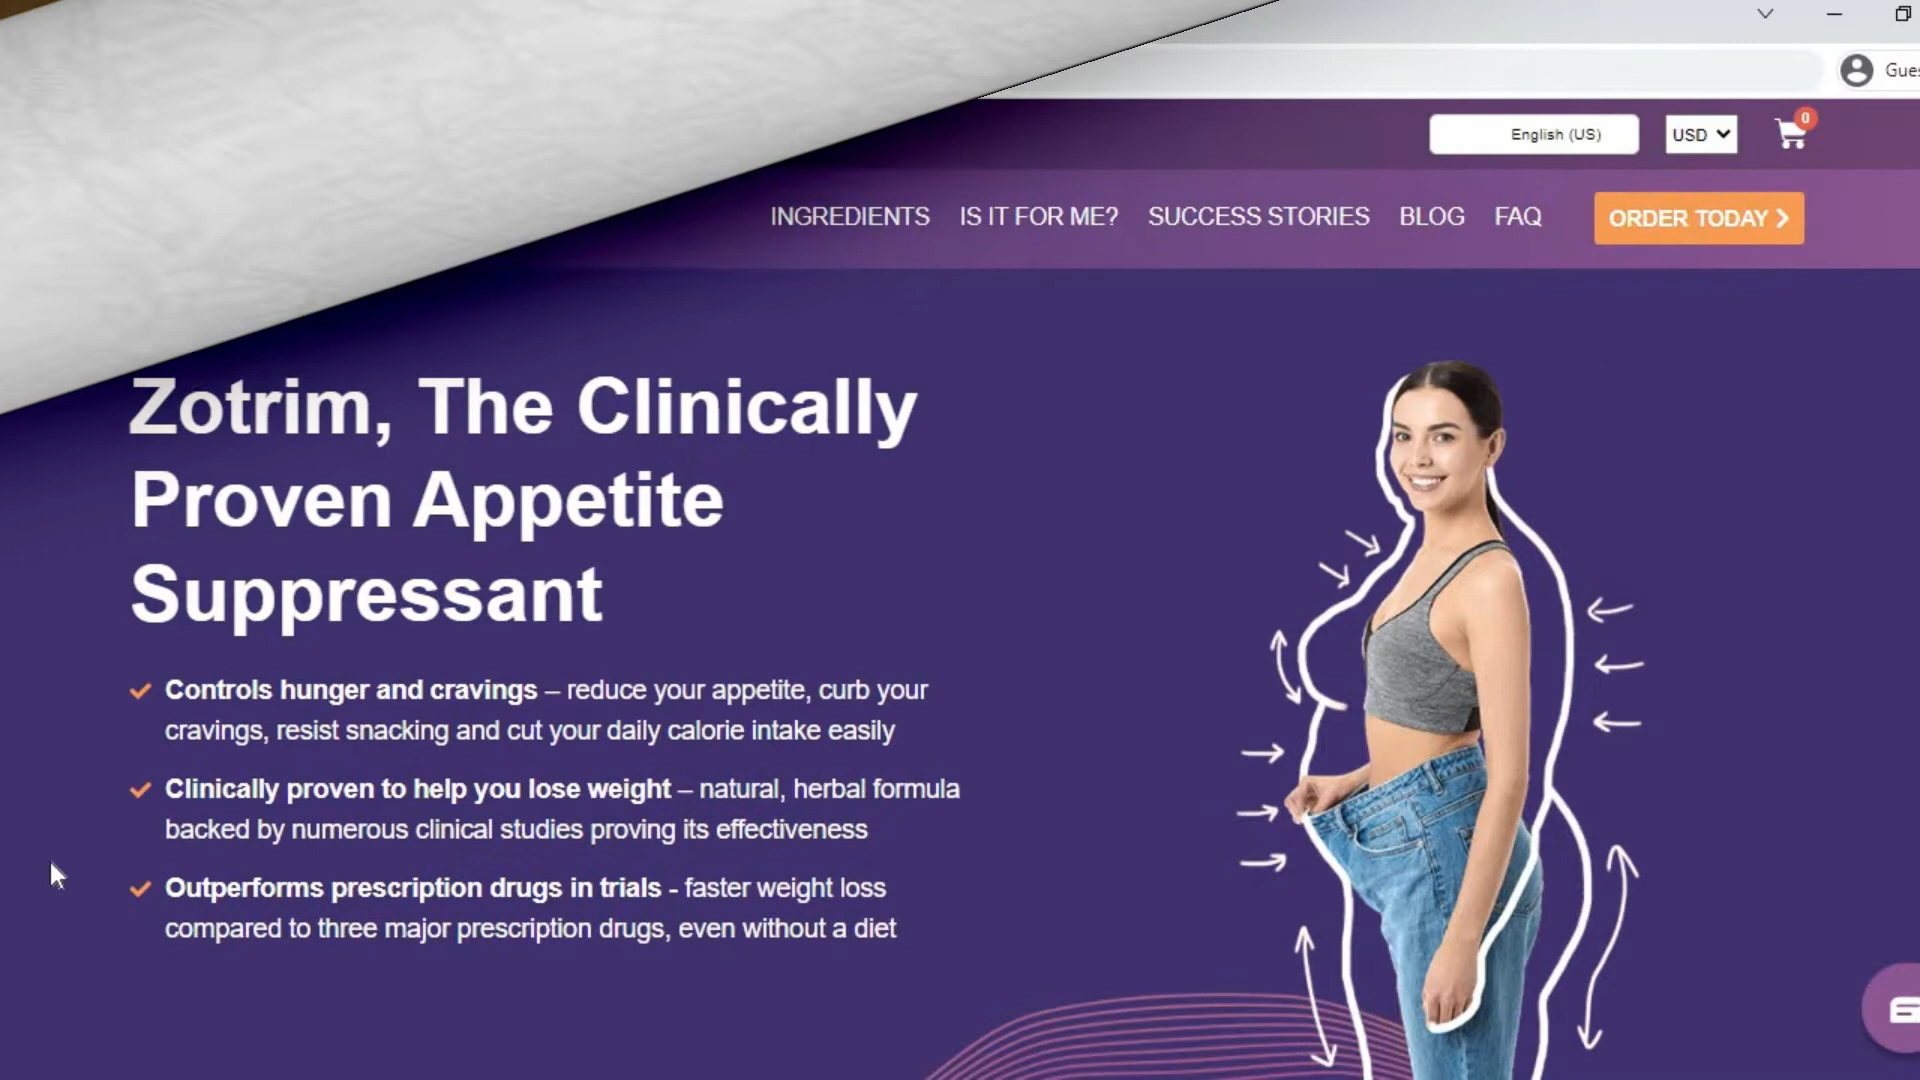 Gues
English (US)
USD
0
INGREDIENTS IS IT FOR ME? SUCCESS STORIES BLOG FAQ ORDER TODAY
Zotrim, The Clinically
Proven Appetite
Suppressant
Controls hunger and cravings – reduce your appetite, curb your
cravings, resist snacking and cut your daily calorie intake easily
Clinically proven to help you lose weight – natural, herbal formula
backed by numerous clinical studies proving its effectiveness
Outperforms prescription drugs in trials - faster weight loss
compared to three major prescription drugs, even without a diet